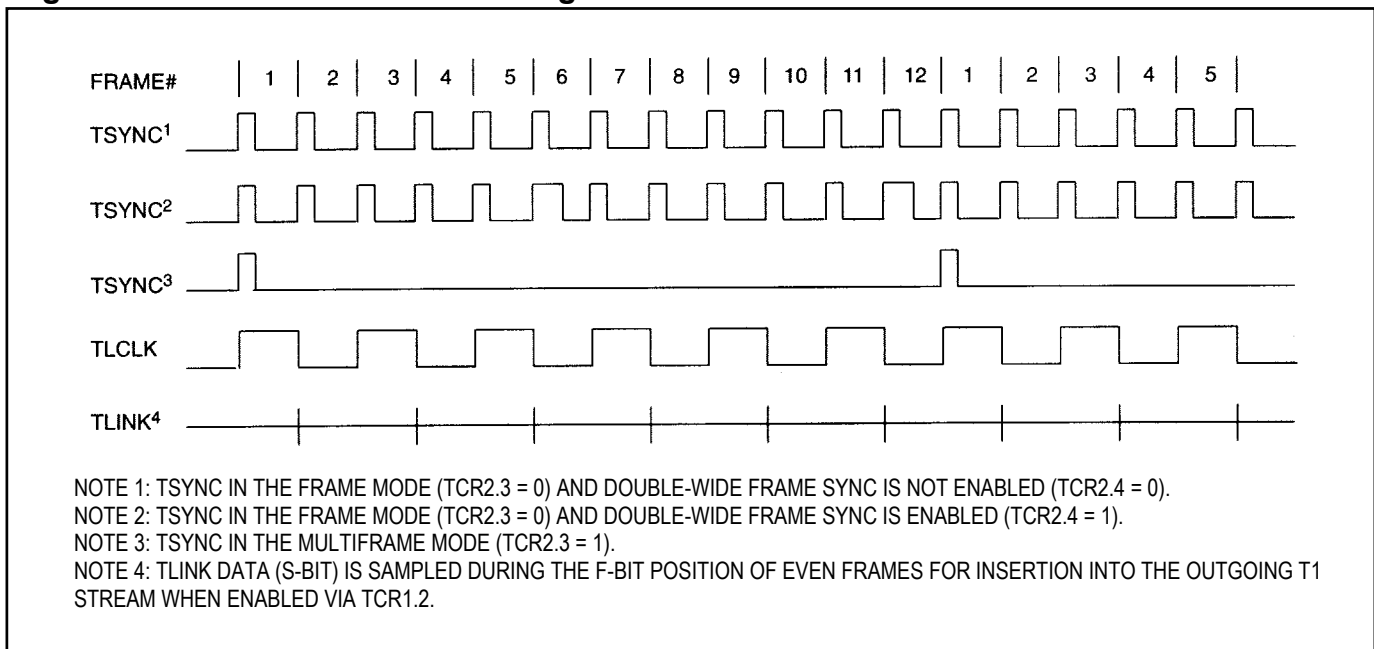 FRAME# 1 2 3 4 5 6 7 8 9 10 11 12 1 2 3 4 5
TSYNC1
TSYNC2
TSYNC3
TLCLK
TLINK4
NOTE 1: TSYNC IN THE FRAME MODE (TCR2.3 = 0) AND DOUBLE-WIDE FRAME SYNC IS NOT ENABLED (TCR2.4 = 0).
NOTE 2: TSYNC IN THE FRAME MODE (TCR2.3 = 0) AND DOUBLE-WIDE FRAME SYNC IS ENABLED (TCR2.4 = 1).
NOTE 3: TSYNC IN THE MULTIFRAME MODE (TCR2.3 = 1).
NOTE 4: TLINK DATA (S-BIT) IS SAMPLED DURING THE F-BIT POSITION OF EVEN FRAMES FOR INSERTION INTO THE OUTGOING T1
STREAM WHEN ENABLED VIA TCR1.2.